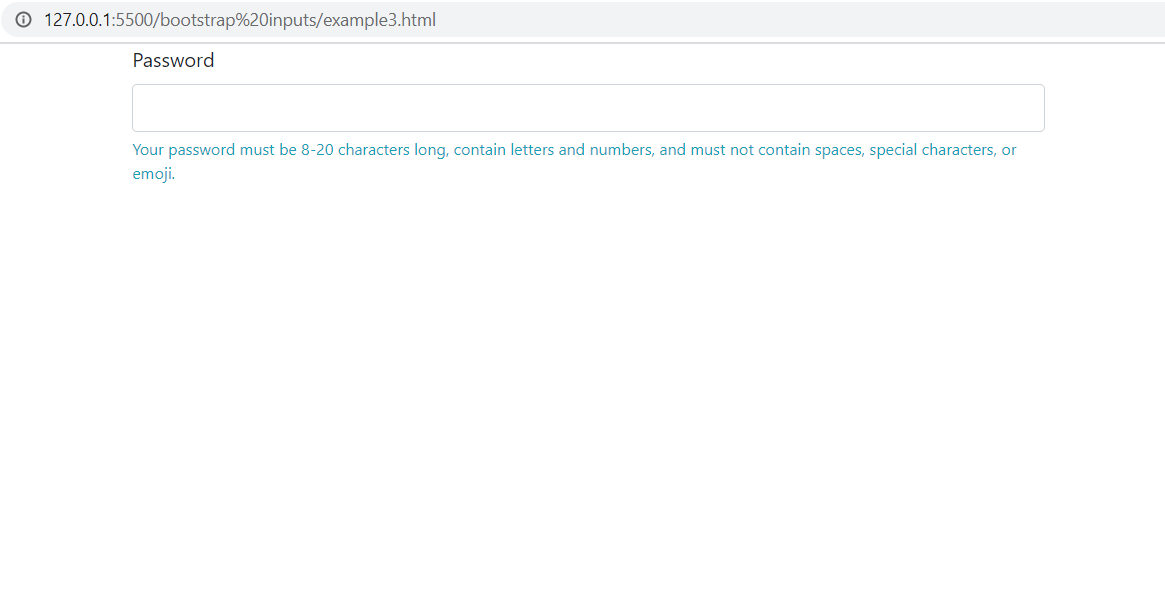 127.0.0.1:5500/bootstrap%20inputs/example3.html
Password
Your password must be 8-20 characters long, contain letters and numbers, and must not contain spaces, special characters, or
emoji.